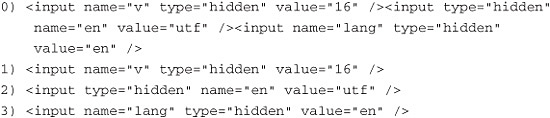 0) <input name="v" type="hidden" value="16" /><input type="hidden"
name="en" value="utf" /><input name="lang" type="hidden"
value="en" />
1) <input name="v" type="hidden" value="16" />
2) <input type="hidden" name="en" value="utf" />
3) <input name="lang" type="hidden" value="en" />